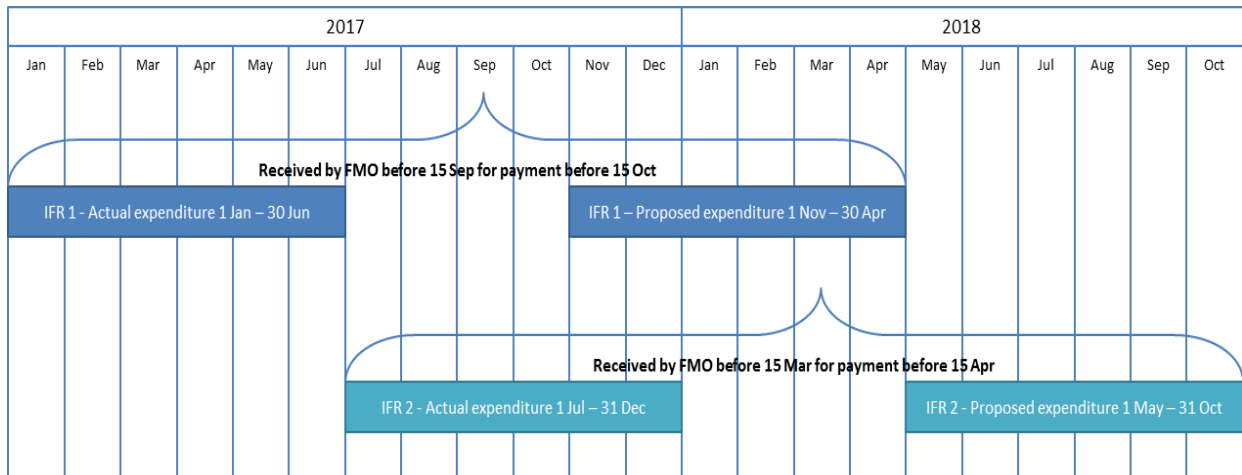 2017 2018
Jan Feb Mar Apr May Jun Jul Aug Sep Oct Nov Dec Jan Feb Mar Apr May Jun Jul Aug Sep Oct
Received by FMO before 15 Sep for payment before 15 Oct
IFR 1 - Actual expenditure 1 Jan – 30 Jun IFR 1 – Proposed expenditure 1 Nov – 30 Apr
Received by FMO before 15 Mar for payment before 15 Apr
IFR 2 - Actual expenditure 1 Jul – 31 Dec IFR 2 - Proposed expenditure 1 May – 31 Oct